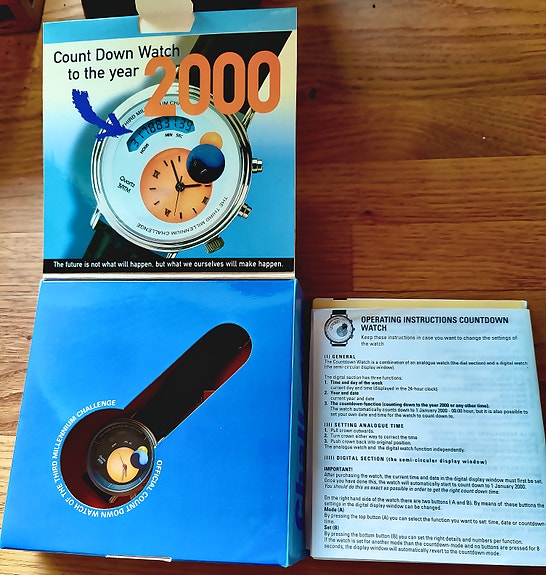 Count Down Watch
to the year 2000
THE THIRD MILLENNIUM CHALLENGE
HOUR MIN SEC
Quartz
THE THIRD MILLENNIUM CHALLENGE
The future is not what will happen, but what we ourselves will make happen.
OFFICIAL COUNT DOWN WATCH OF THE THIRD MILLENNIUM CHALLENGE
OPERATING INSTRUCTIONS COUNTDOWN
WATCH
Keep these instructions in case you want to change the settings of
the watch
(I) GENERAL
The Countdown Watch is a combination of an analogue watch (the dial section) and a digital watch
(the semi-circular display window)
The digital section has three functions:
1. Time and day of the week
current day and time (displayed in the 24-hour clock)
2. Year and date
current year and date
3. The countdown function (counting down to the year 2000 or any other time).
The watch automatically counts down to 1 January 2000 - 00.00 hour, but it is also possible to
set your own date and time for the watch to count down to.
(II) SETTING ANALOGUE TIME
1. Pull crown outwards.
2. Turn crown either way to correct the time
3. Push crown back into original position.
The analogue watch and the digital watch function independently.
(III) DIGITAL SECTION (the semi-circular display window)
IMPORTANT!
After purchasing the watch, the current time and date in the digital display window must first be set.
Once you have done this, the watch will automatically start to count down to 1 January 2000.
You should do this as exact as possible in order to get the right count down time.
On the right hand side of the watch there are two buttons (A and B). By means of these buttons the
settings in the digital display window can be changed.
Mode (A)
By pressing the top button (A) you can select the function you want to set: time, date or countdown-
time.
Set (B)
By pressing the bottom button (B) you can set the right details and numbers per function.
If the watch is set for another mode than the countdown-mode and no buttons are pressed for 8
seconds, the display window will automatically revert to the countdown-mode.